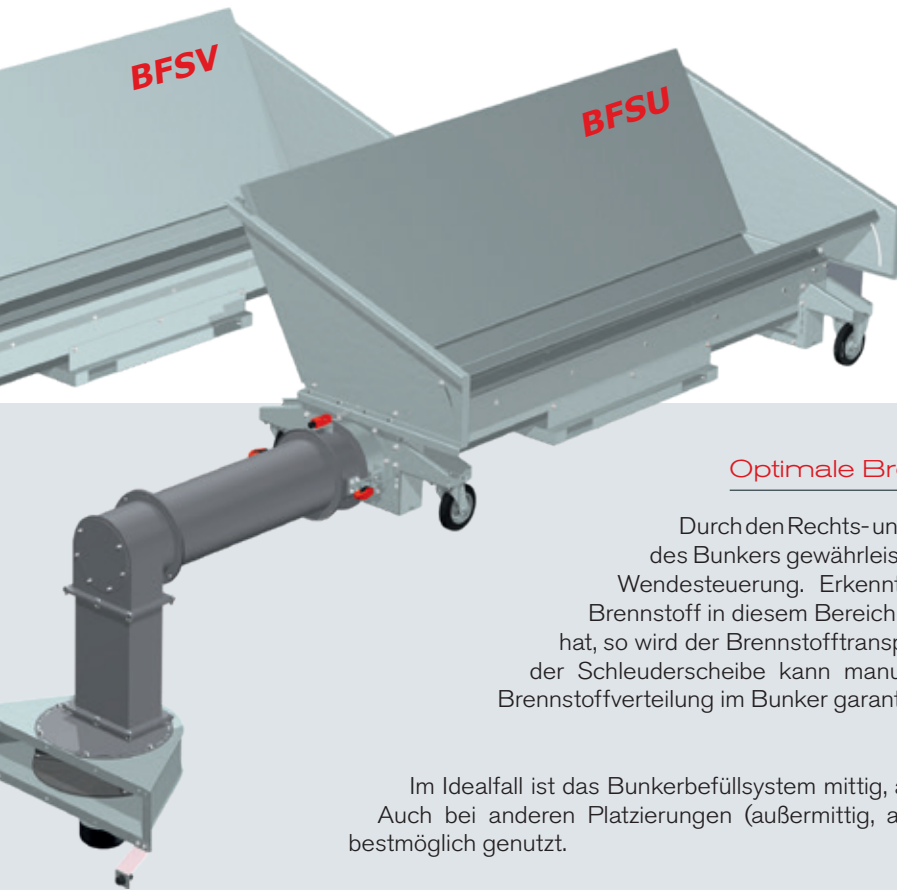 BFSV
BFSU
Optimale
Durch den Rechts- un
des Bunkers gewährleis
Wendesteuerung. Erkenn
Brennstoff in diesem Bereich
hat, so wird der Brennstofftransp
der Schleuderscheibe kann manu
Brennstoffverteilung im Bunker garant
Im Idealfall ist das Bunkerbefüllsystem mittig, a
Auch bei anderen Platzierungen (außermittig, a
bestmöglich genutzt.